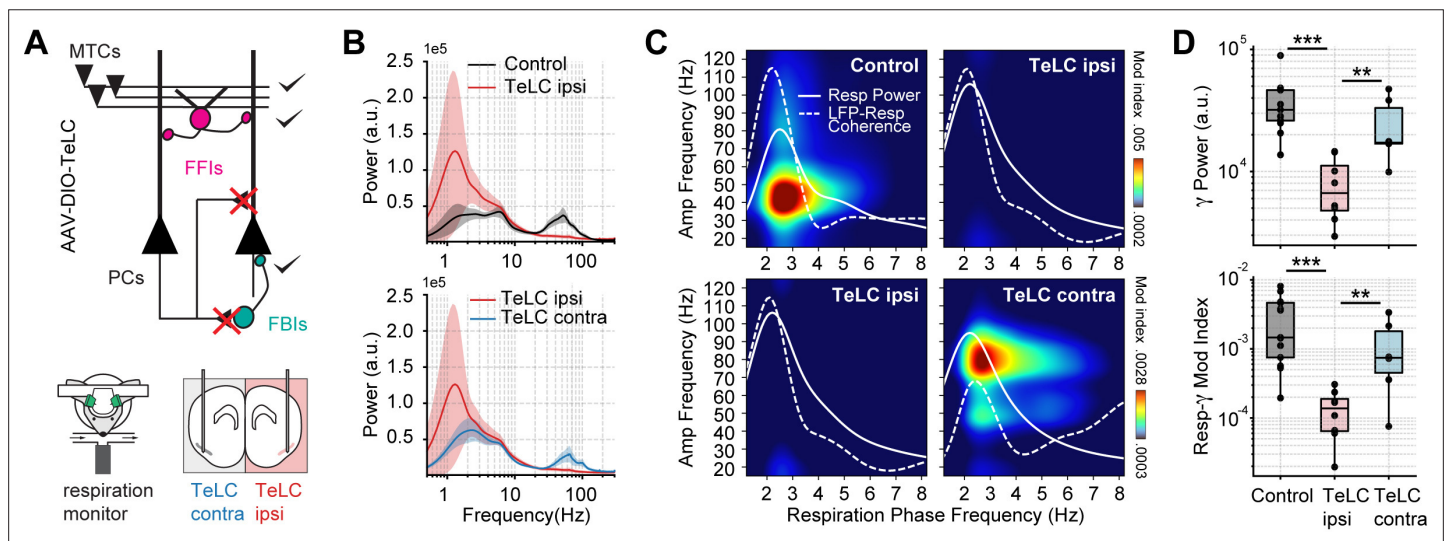 A
MTCs
AAV-DIO-TeLC
FFIs
PCs
FBIs
respiration
monitor
TeLC
contra
TeLC
ipsi
B
1e5
2.5
2.0
1.5
1.0
0.5
Power (a.u.)
Control
TeLC ipsi
1 10 100
1e5
2.5
2.0
1.5
1.0
0.5
Power (a.u.)
TeLC ipsi
TeLC contra
1 10 100
Frequency(Hz)
C
Amp Frequency (Hz)
120
110
100
90
80
70
60
50
40
30
20
Control
Resp Power
LFP-Resp
Coherence
2 3 4 5 6 7 8
TeLC ipsi
2 3 4 5 6 7 8
Mod index .005
.0002
Amp Frequency (Hz)
120
110
100
90
80
70
60
50
40
30
20
TeLC ipsi
2 3 4 5 6 7 8
TeLC contra
2 3 4 5 6 7 8
Mod index .0028
.0003
Respiration Phase Frequency (Hz)
D
γ Power (a.u.)
10^5
10^4
***
**
Resp-γ Mod Index
10^-2
10^-3
10^-4
***
**
Control
TeLC
ipsi
TeLC
contra